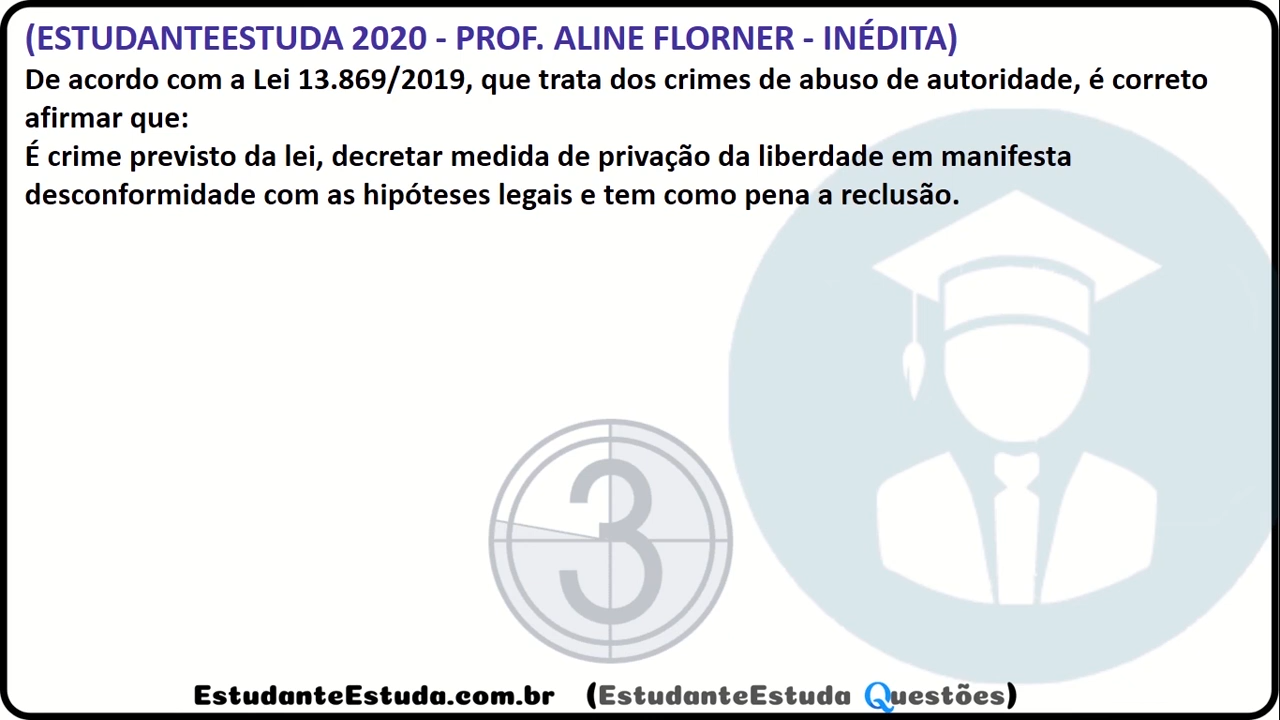 (ESTUDANTEESTUDA 2020 - PROF. ALINE FLORNER - INÉDITA)
De acordo com a Lei 13.869/2019, que trata dos crimes de abuso de autoridade, é correto
afirmar que:
É crime previsto da lei, decretar medida de privação da liberdade em manifesta
desconformidade com as hipóteses legais e tem como pena a reclusão.
3
EstudanteEstuda.com.br (EstudanteEstuda Questões)